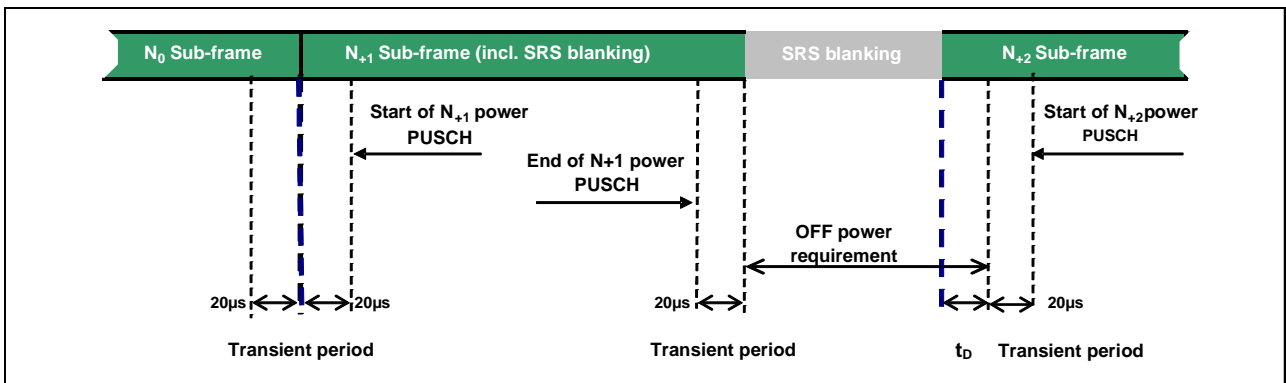 N0 Sub-frame
N+1 Sub-frame (incl. SRS blanking)
SRS blanking
N+2 Sub-frame
Start of N+1 power
PUSCH
Start of N+2power
PUSCH
End of N+1 power
PUSCH
OFF power
requirement
20µs
20µs
20µs
20µs
Transient period
Transient period
tD
Transient period